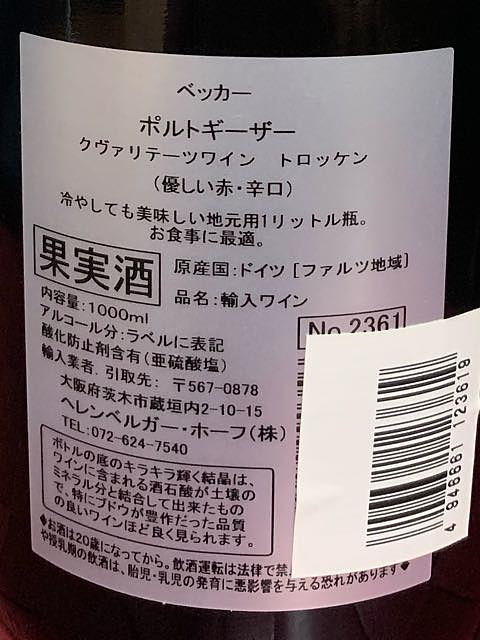 ベッカー
ポルトギーザー
クヴァリテーツワイン トロッケン
(優しい赤・辛口)
冷やしても美味しい地元用1リットル瓶。
お食事に最適。
果実酒
原産国:ドイツ[ファルツ地域]
品名:輸入ワイン
内容量:1000ml
No.2361
アルコール分:ラベルに表記
酸化防止剤含有(亜硫酸塩)
輸入業者. 引取先: 〒567-0878
大阪府茨木市蔵垣内2-10-15
ヘレンベルガー・ホーフ(株)
TEL:072-624-7540
ボトルの底のキラキラ輝く結晶は、
ワインに含まれる酒石酸が土壌の
ミネラル分と結合して出来たもの
で、特にブドウが豊作だった品質
の良いワインほど良く見られます。
◆お酒は20歳になってから。飲酒運転は法律で禁
や授乳期の飲酒は、胎児・乳児の発育に悪影響を与える恐れがあります◆
4 946661 123619